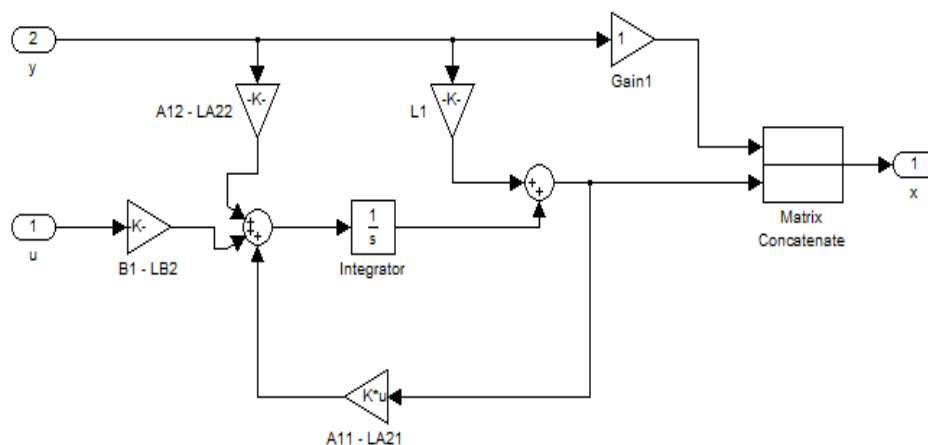 2
y
1
Gain1
-K-
A12 - LA22
-K-
L1
+
+
1
x
Matrix
Concatenate
1
u
K-
B1 - LB2
+
+
+
1
s
Integrator
K*u
A11 - LA21